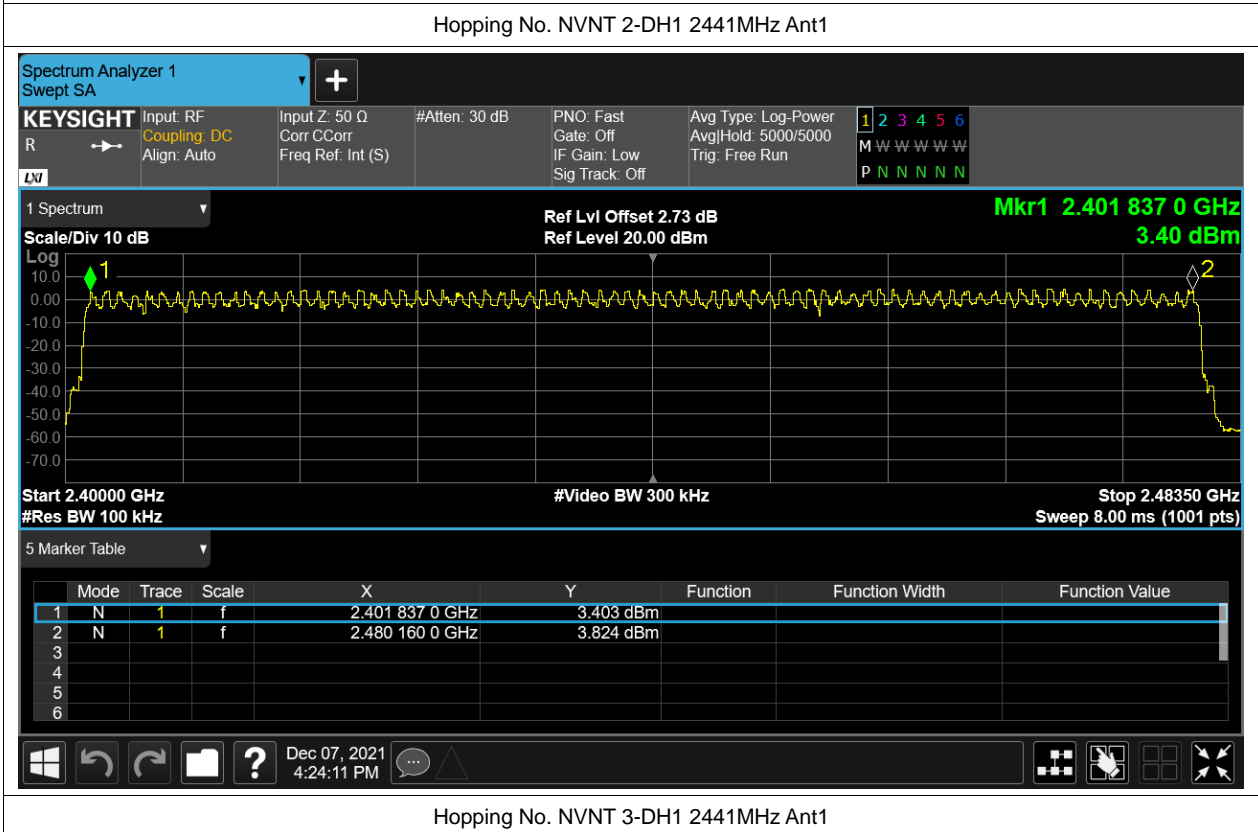 Hopping No. NVNT 2-DH1 2441MHz Ant1
Spectrum Analyzer 1
Swept SA
KEYSIGHT
R
LXI
Input: RF
Coupling: DC
Align: Auto
Input Z: 50 Ω
Corr CCorr
Freq Ref: Int (S)
#Atten: 30 dB
PNO: Fast
Gate: Off
IF Gain: Low
Sig Track: Off
Avg Type: Log-Power
Avg|Hold: 5000/5000
Trig: Free Run
1 2 3 4 5 6
M W W W W W
P N N N N N
1 Spectrum
Scale/Div 10 dB
Ref Lvl Offset 2.73 dB
Ref Level 20.00 dBm
Mkr1 2.401 837 0 GHz
3.40 dBm
Log
10.0
0.00
-10.0
-20.0
-30.0
-40.0
-50.0
-60.0
-70.0
1
2
Start 2.40000 GHz
#Video BW 300 kHz
Stop 2.48350 GHz
#Res BW 100 kHz
Sweep 8.00 ms (1001 pts)
5 Marker Table
Mode Trace Scale X Y Function Function Width Function Value
1 N 1 f 2.401 837 0 GHz 3.403 dBm
2 N 1 f 2.480 160 0 GHz 3.824 dBm
3
4
5
6
?
Dec 07, 2021
4:24:11 PM
Hopping No. NVNT 3-DH1 2441MHz Ant1